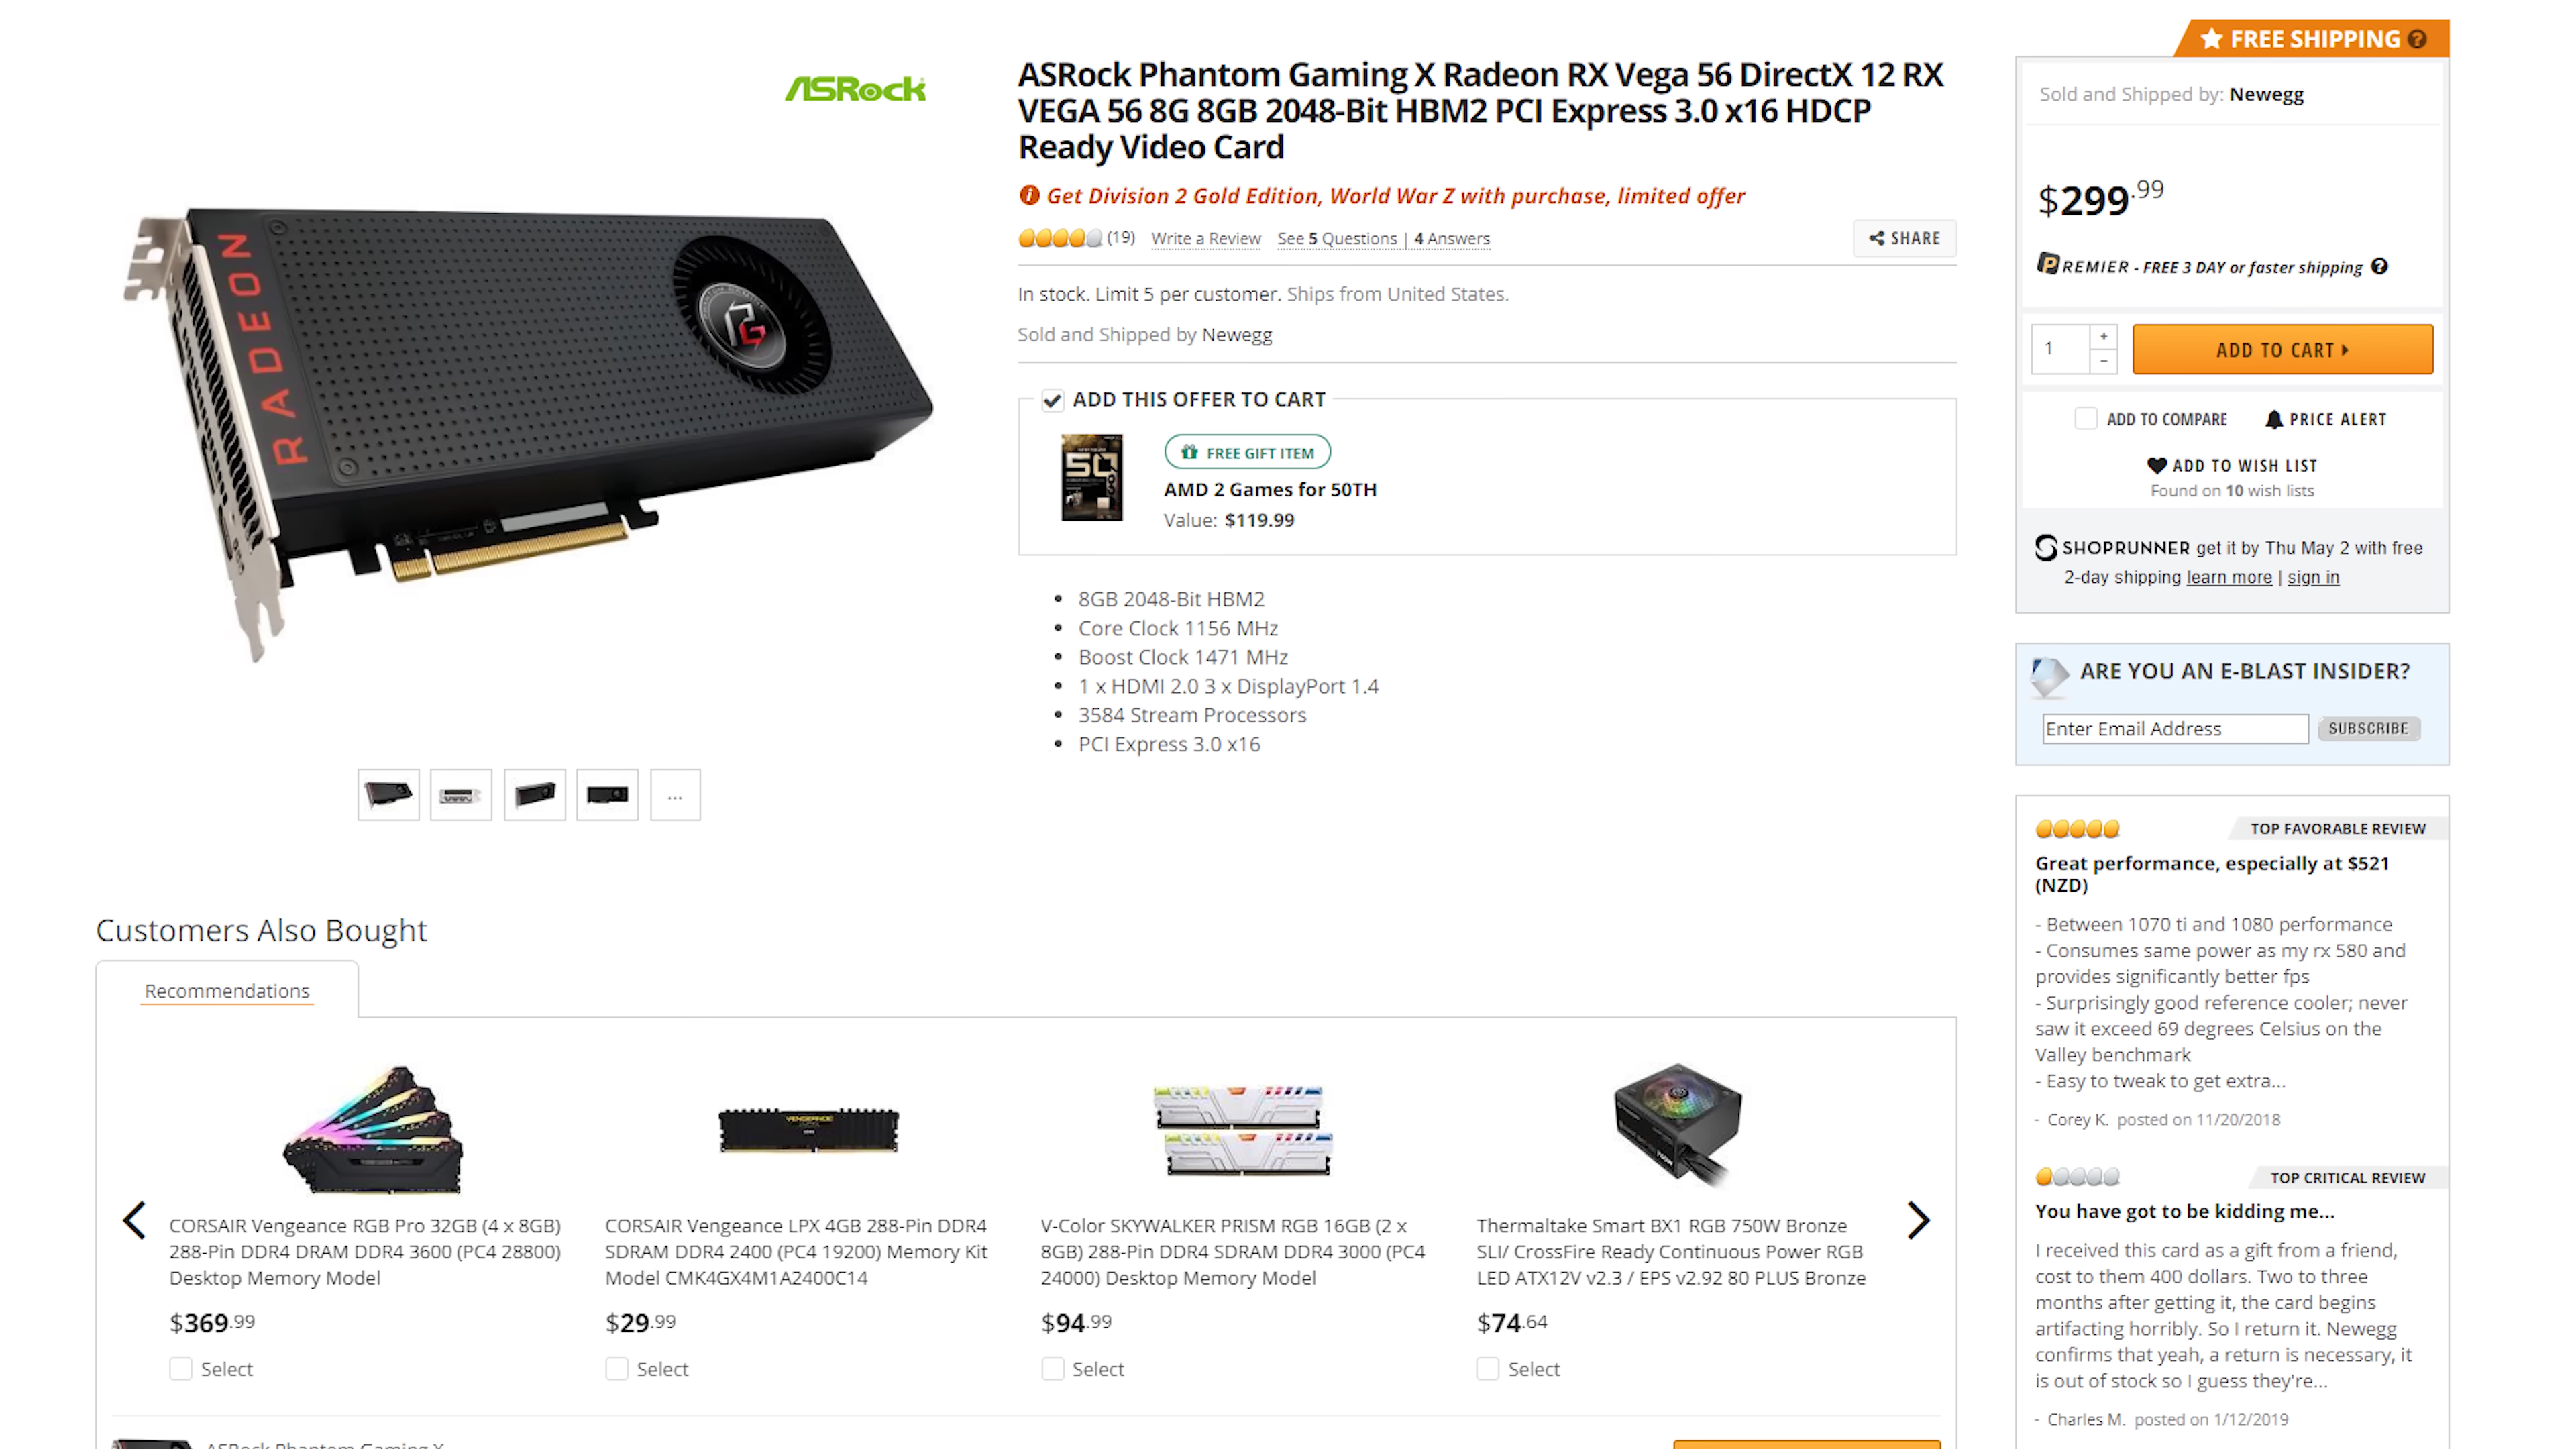 ASRock
RADEON
ASRock Phantom Gaming X Radeon RX Vega 56 DirectX 12 RX
VEGA 56 8G 8GB 2048-Bit HBM2 PCI Express 3.0 x16 HDCP
Ready Video Card
Get Division 2 Gold Edition, World War Z with purchase, limited offer
(19) Write a Review See 5 Questions | 4 Answers
SHARE
In stock. Limit 5 per customer. Ships from United States.
Sold and Shipped by Newegg
ADD THIS OFFER TO CART
50
FREE GIFT ITEM
AMD 2 Games for 50TH
Value: $119.99
• 8GB 2048-Bit HBM2
• Core Clock 1156 MHz
• Boost Clock 1471 MHz
• 1 x HDMI 2.0 3 x DisplayPort 1.4
• 3584 Stream Processors
• PCI Express 3.0 x16
...
FREE SHIPPING ?
Sold and Shipped by: Newegg
$299.99
PREMIER - FREE 3 DAY or faster shipping ?
1 + -
ADD TO CART
ADD TO COMPARE
PRICE ALERT
ADD TO WISH LIST
Found on 10 wish lists
SHOPRUNNER get it by Thu May 2 with free
2-day shipping learn more | sign in
ARE YOU AN E-BLAST INSIDER?
Enter Email Address
SUBSCRIBE
TOP FAVORABLE REVIEW
Great performance, especially at $521
(NZD)
- Between 1070 ti and 1080 performance
- Consumes same power as my rx 580 and
provides significantly better fps
- Surprisingly good reference cooler; never
saw it exceed 69 degrees Celsius on the
Valley benchmark
- Easy to tweak to get extra...
- Corey K. posted on 11/20/2018
TOP CRITICAL REVIEW
You have got to be kidding me...
I received this card as a gift from a friend,
cost to them 400 dollars. Two to three
months after getting it, the card begins
artifacting horribly. So I return it. Newegg
confirms that yeah, a return is necessary, it
is out of stock so I guess they're...
- Charles M. posted on 1/12/2019
Customers Also Bought
Recommendations
CORSAIR Vengeance RGB Pro 32GB (4 x 8GB)
288-Pin DDR4 DRAM DDR4 3600 (PC4 28800)
Desktop Memory Model
$369.99
Select
VENGEANCE
CORSAIR Vengeance LPX 4GB 288-Pin DDR4
SDRAM DDR4 2400 (PC4 19200) Memory Kit
Model CMK4GX4M1A2400C14
$29.99
Select
V-Color SKYWALKER PRISM RGB 16GB (2 x
8GB) 288-Pin DDR4 SDRAM DDR4 3000 (PC4
24000) Desktop Memory Model
$94.99
Select
Thermaltake Smart BX1 RGB 750W Bronze
SLI/ CrossFire Ready Continuous Power RGB
LED ATX12V v2.3 / EPS v2.92 80 PLUS Bronze
$74.64
Select
ASRock Phantom Gaming X